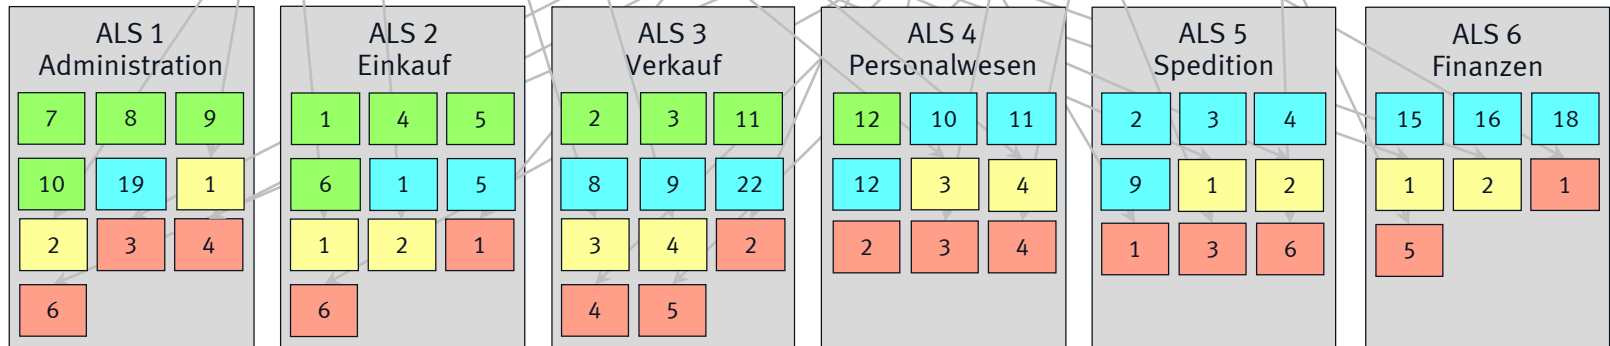 ALS 1
Administration
7 8 9
10 19 1
2 3 4
6
ALS 2
Einkauf
1 4 5
6 1 5
1 2 1
6
ALS 3
Verkauf
2 3 11
8 9 22
3 4 2
4 5
ALS 4
Personalwesen
12 10 11
12 3 4
2 3 4
ALS 5
Spedition
2 3 4
9 1 2
1 3 6
ALS 6
Finanzen
15 16 18
1 2 1
5